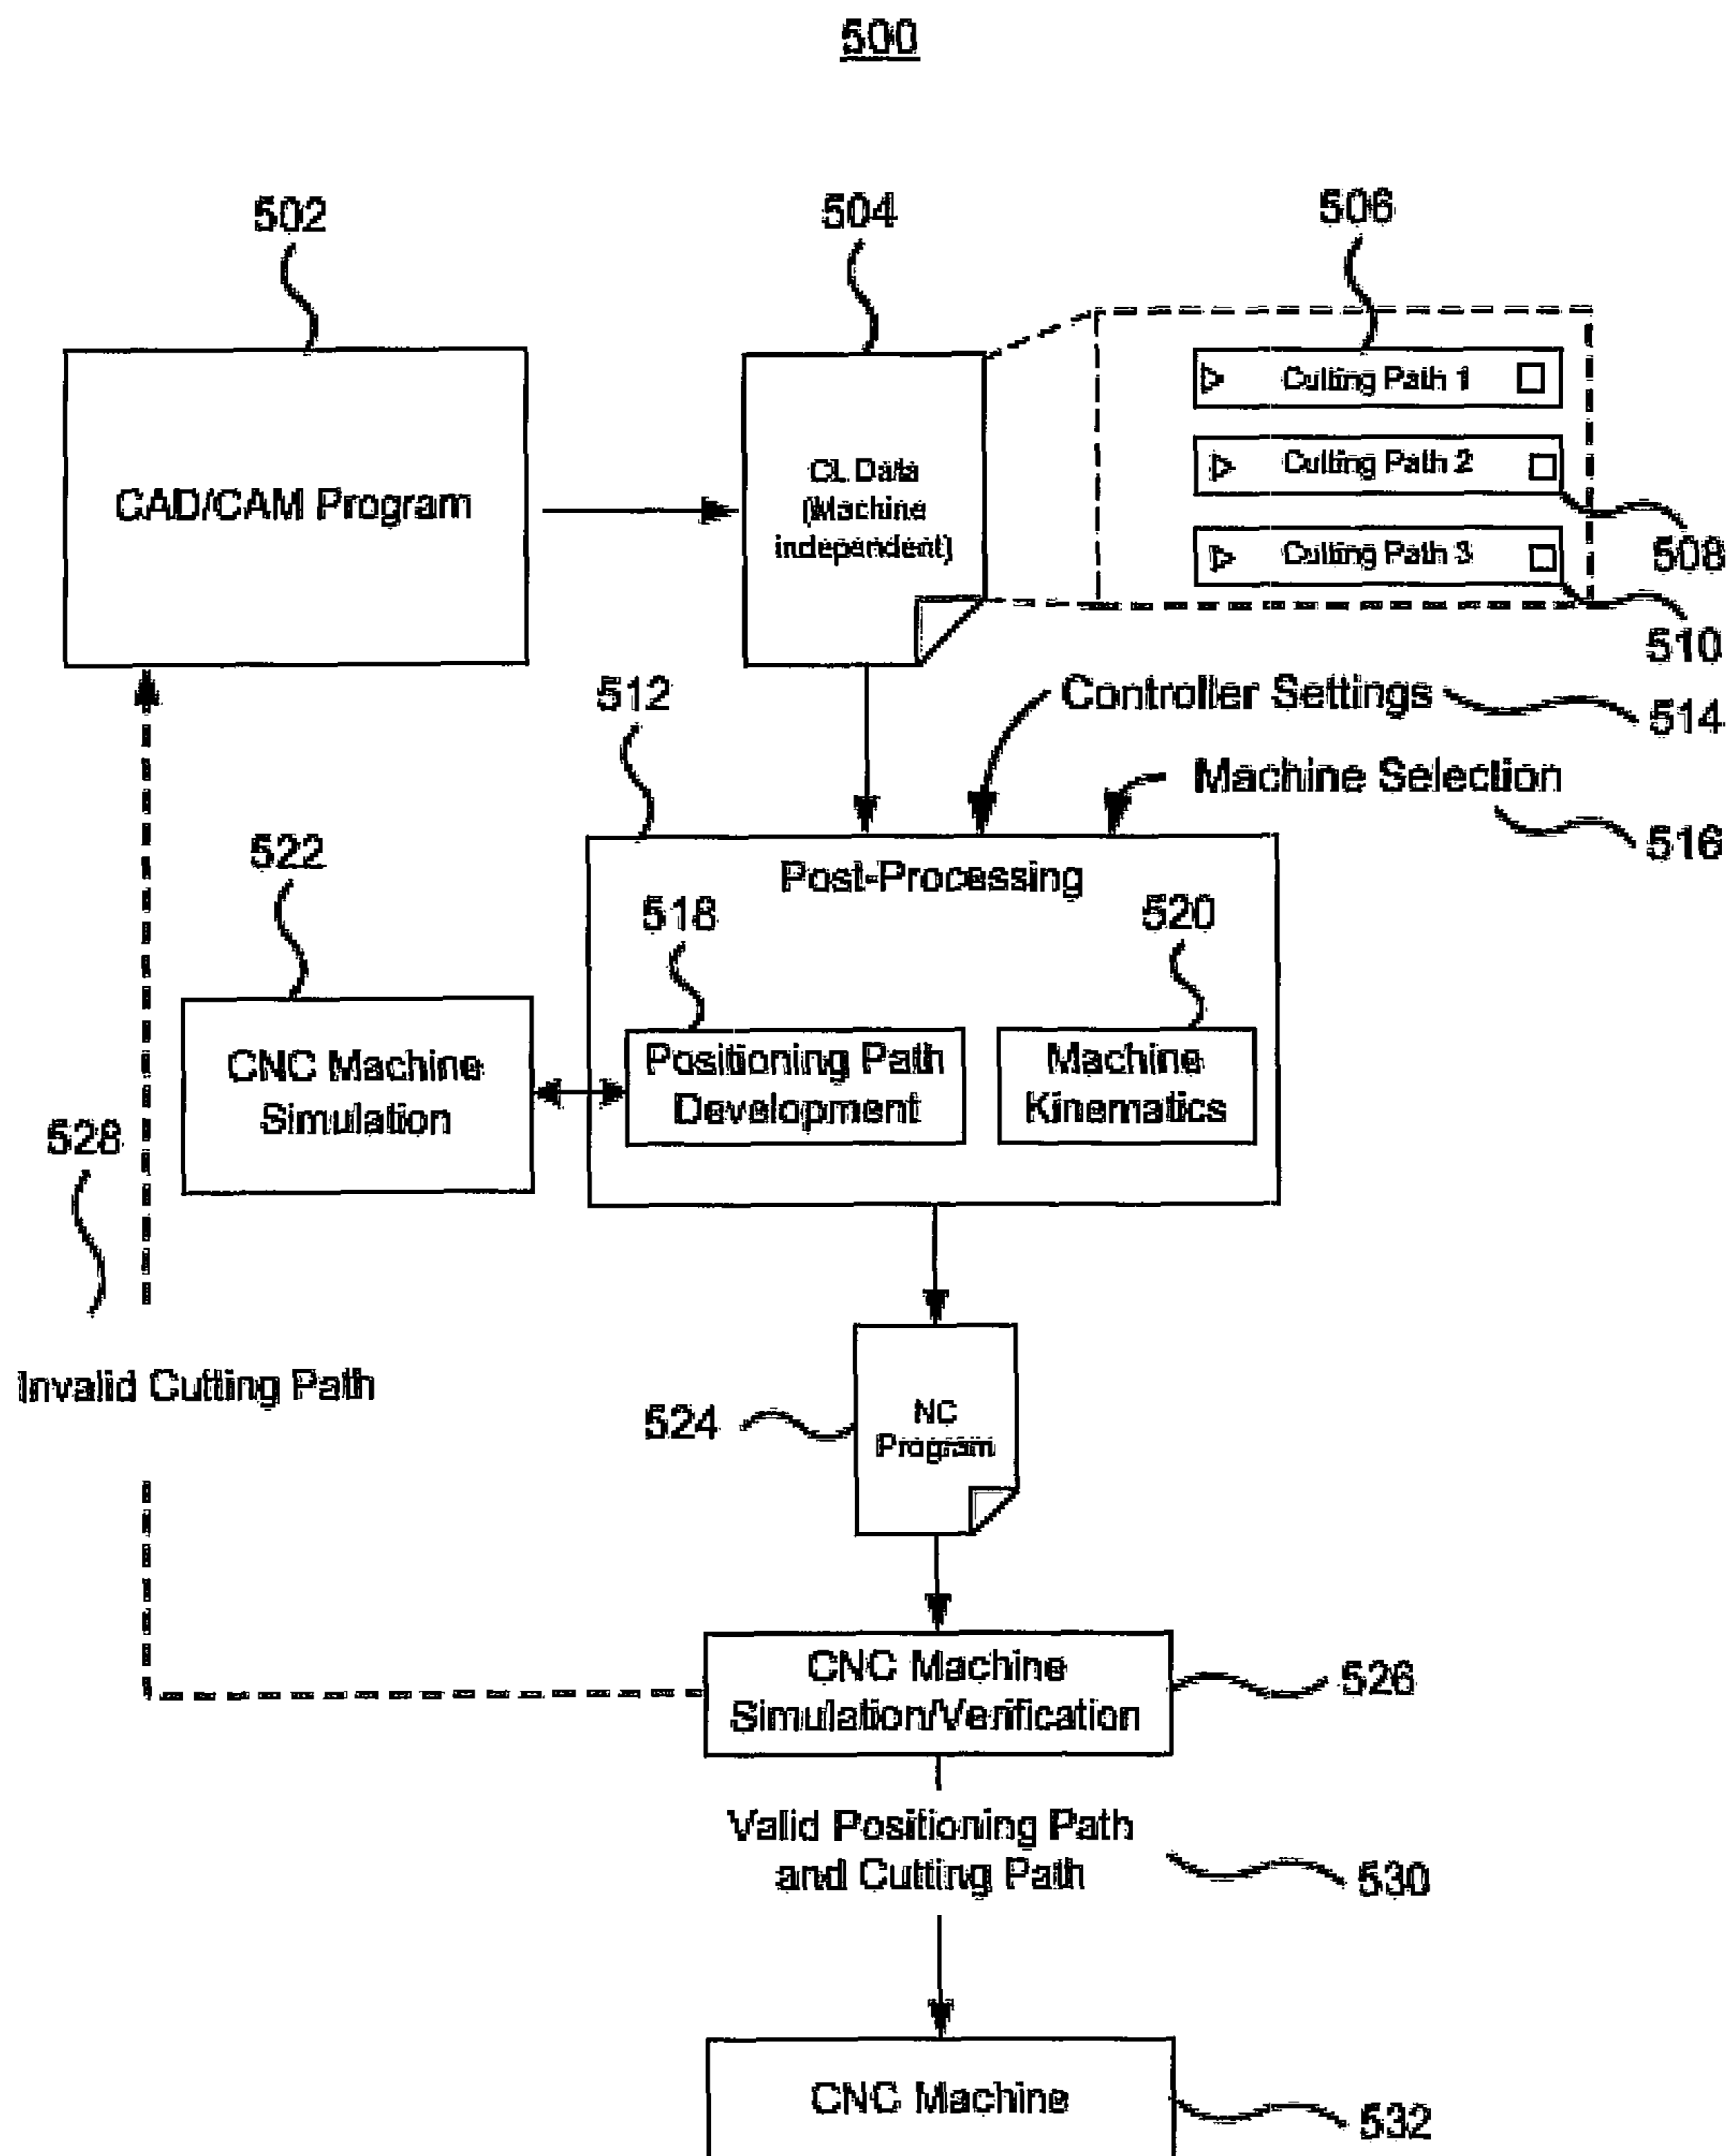 500
502
504
506
CAD/CAM Program
CL Data
(Machine
independent)
Cutting Path 1
Cutting Path 2
Cutting Path 3
508
510
512
Controller Settings
514
Machine Selection
516
Post-Processing
518
520
522
CNC Machine
Simulation
Positioning Path
Development
Machine
Kinematics
528
Invalid Cutting Path
524
NC
Program
CNC Machine
Simulation/Verification
526
Valid Positioning Path
and Cutting Path
530
CNC Machine
532